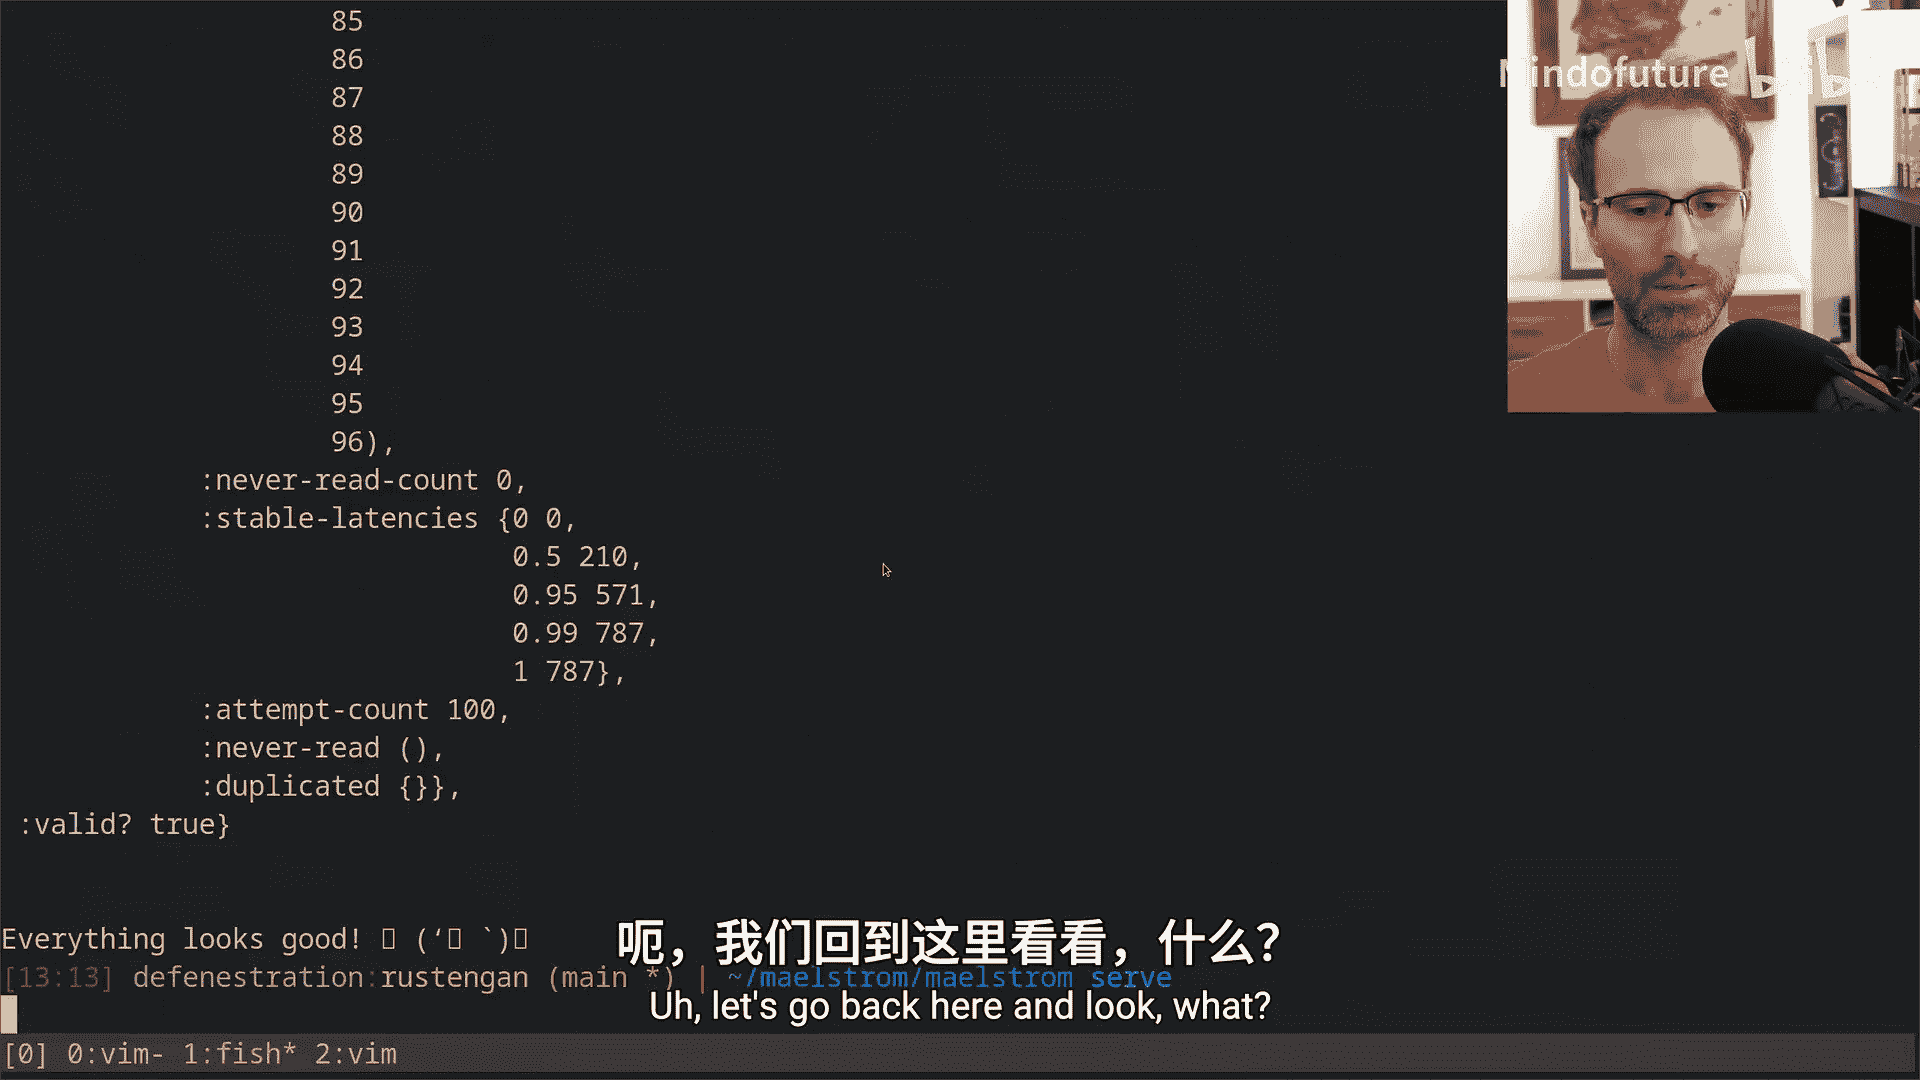 85
86
87
88
89
90
91
92
93
94
95
96),
:never-read-count 0,
:stable-latencies {0 0,
0.5 210,
0.95 571,
0.99 787,
1 787},
:attempt-count 100,
:never-read (),
:duplicated {}},
:valid? true}
Everything looks good!
[13:13] defenestration:rustengan (main *) | ~/maelstrom/maelstrom serve
[0] 0:vim- 1:fish* 2:vim
Mindofuture
呃，我们回到这里看看，什么？
Uh, let's go back here and look, what?